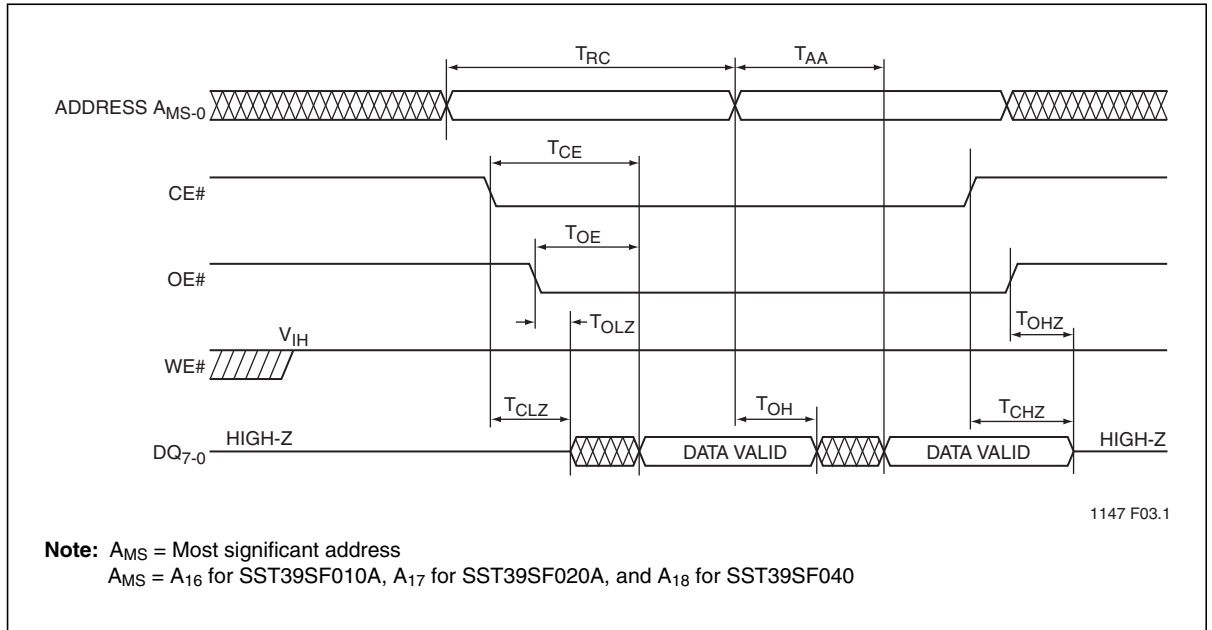 TRC TAA
ADDRESS AMS-0
TCE
CE#
TOE
OE#
TOLZ TOHZ
VIH
WE#
TCLZ TOH TCHZ
HIGH-Z HIGH-Z
DQ7-0 DATA VALID DATA VALID
1147 F03.1
Note: AMS = Most significant address
AMS = A16 for SST39SF010A, A17 for SST39SF020A, and A18 for SST39SF040